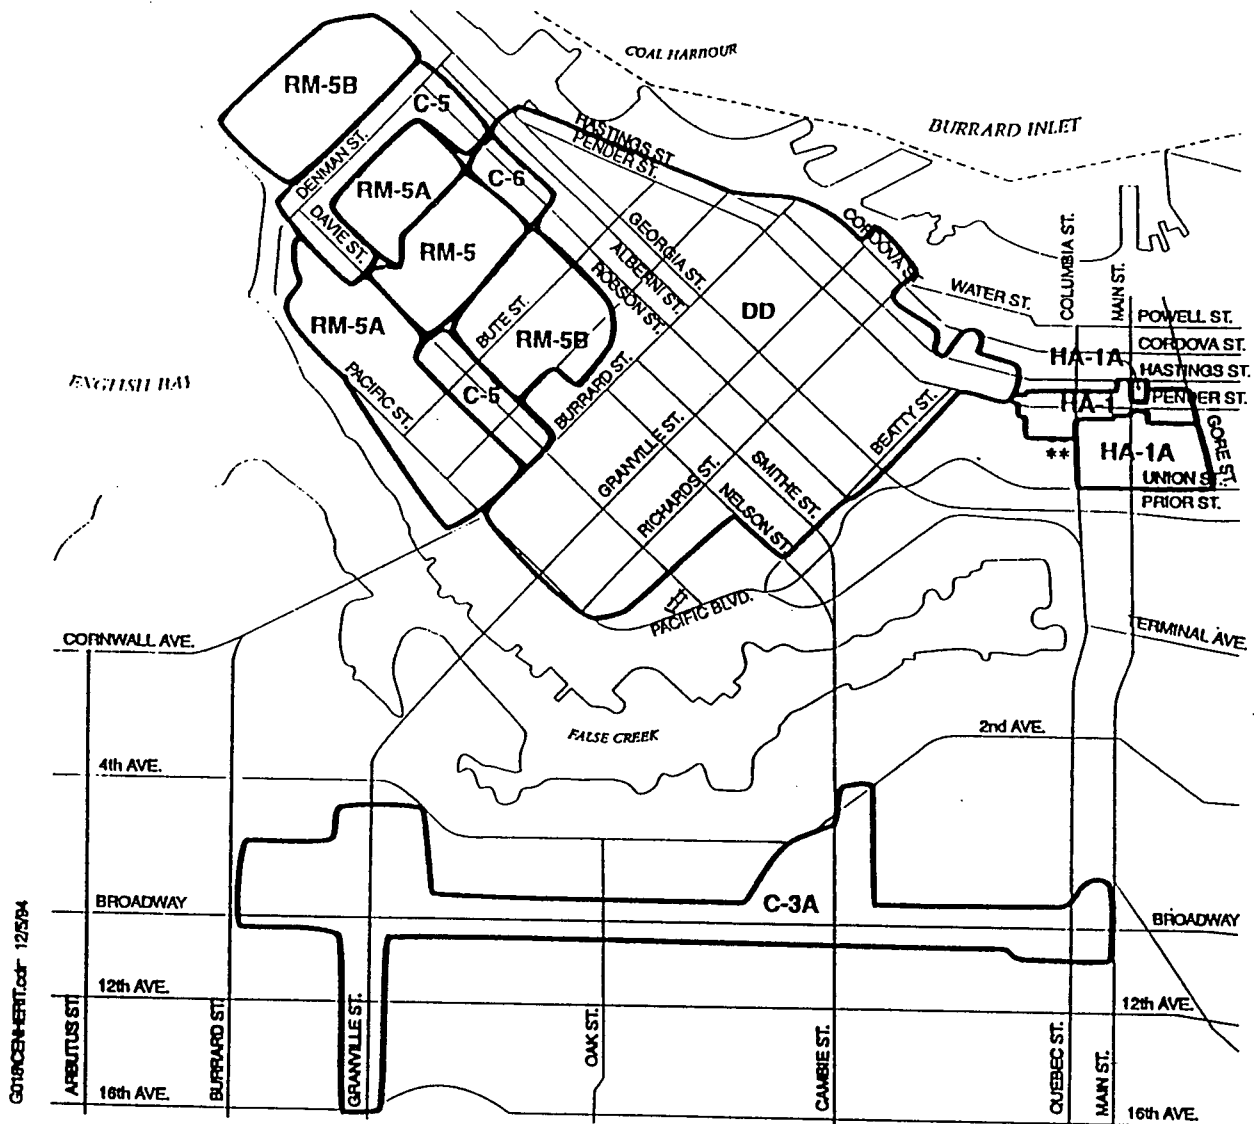 COAL HARBOUR
RM-5B
C-5
BURRARD INLET
HASTINGS ST.
PENDER ST.
DENMAN ST.
RM-5A
C-6
DAVIE ST.
GEORGIA ST.
ALBERNI ST.
ROBSON ST.
CORDOVA ST.
COLUMBIA ST.
MAIN ST.
RM-5
WATER ST.
DD
POWELL ST.
RM-5A
BUTE ST.
RM-5B
CORDOVA ST.
HA-1A
HASTINGS ST.
ENGLISH BAY
PACIFIC ST.
C-5
BURRARD ST.
PENDER ST.
HA-1
GORE ST.
BEATTY ST.
GRANVILLE ST.
**
HA-1A
SMITHE ST.
RICHARDS ST.
NELSON ST.
UNION ST.
PRIOR ST.
PACIFIC BLVD.
CORNWALL AVE.
TERMINAL AVE.
FALSE CREEK
2nd AVE.
4th AVE.
BROADWAY
C-3A
BROADWAY
12th AVE.
12th AVE.
ARBUTUS ST.
BURRARD ST.
GRANVILLE ST.
OAK ST.
CAMBIE ST.
QUEBEC ST.
MAIN ST.
16th AVE.
16th AVE.
12/5/94